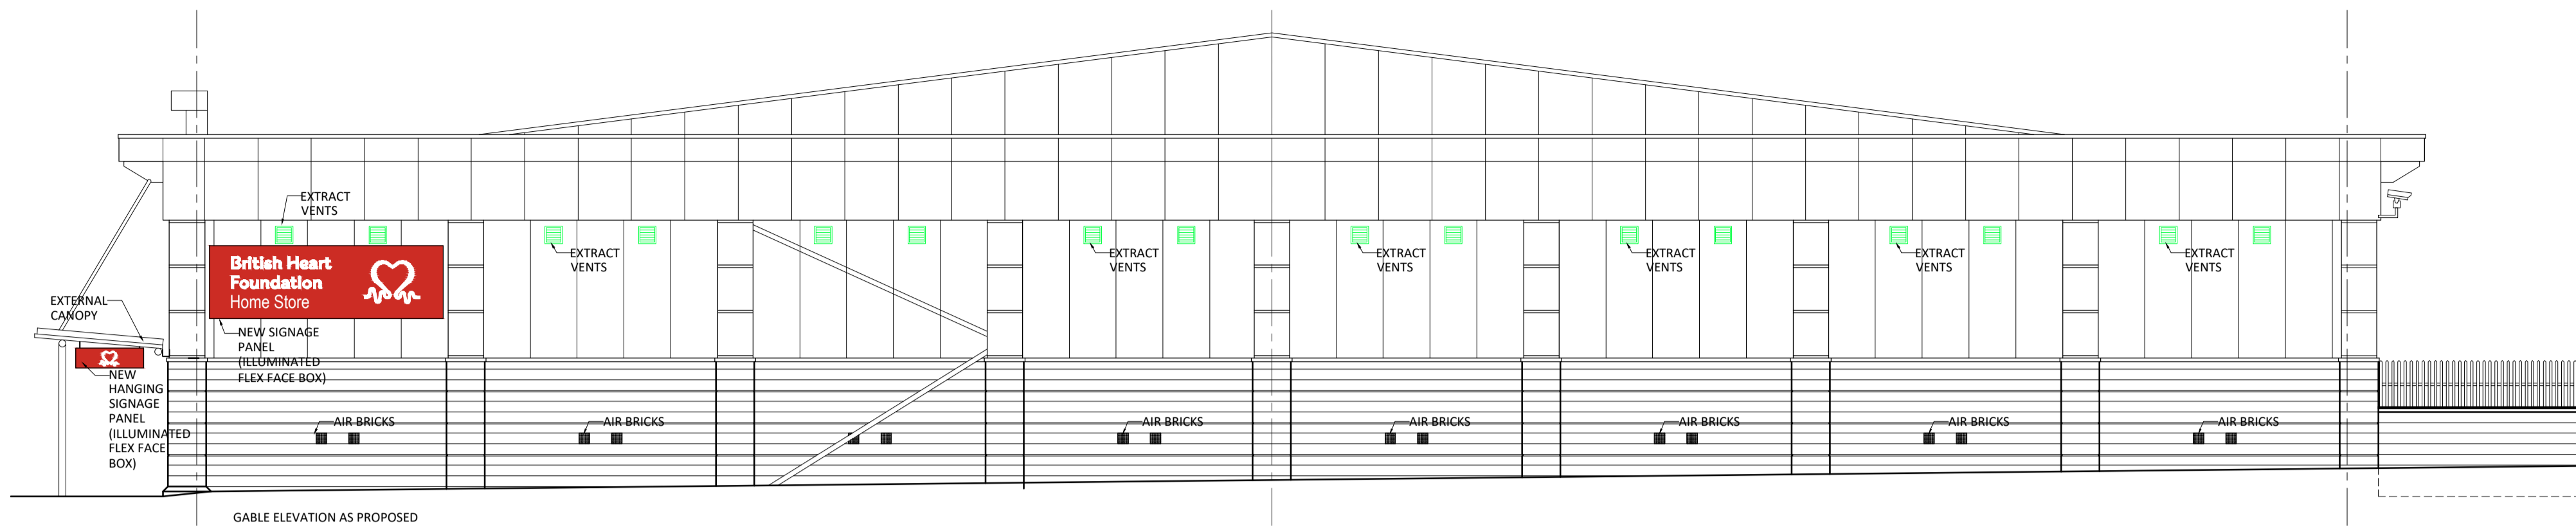 EXTRACT
VENTS
British Heart
Foundation
Home Store
EXTERNAL
CANOPY
NEW SIGNAGE
PANEL
(ILLUMINATED
FLEX FACE BOX)
NEW
HANGING
SIGNAGE
PANEL
(ILLUMINATED
FLEX FACE
BOX)
EXTRACT
VENTS
EXTRACT
VENTS
EXTRACT
VENTS
EXTRACT
VENTS
EXTRACT
VENTS
EXTRACT
VENTS
AIR BRICKS
AIR BRICKS
AIR BRICKS
AIR BRICKS
AIR BRICKS
AIR BRICKS
AIR BRICKS
AIR BRICKS
GABLE ELEVATION AS PROPOSED